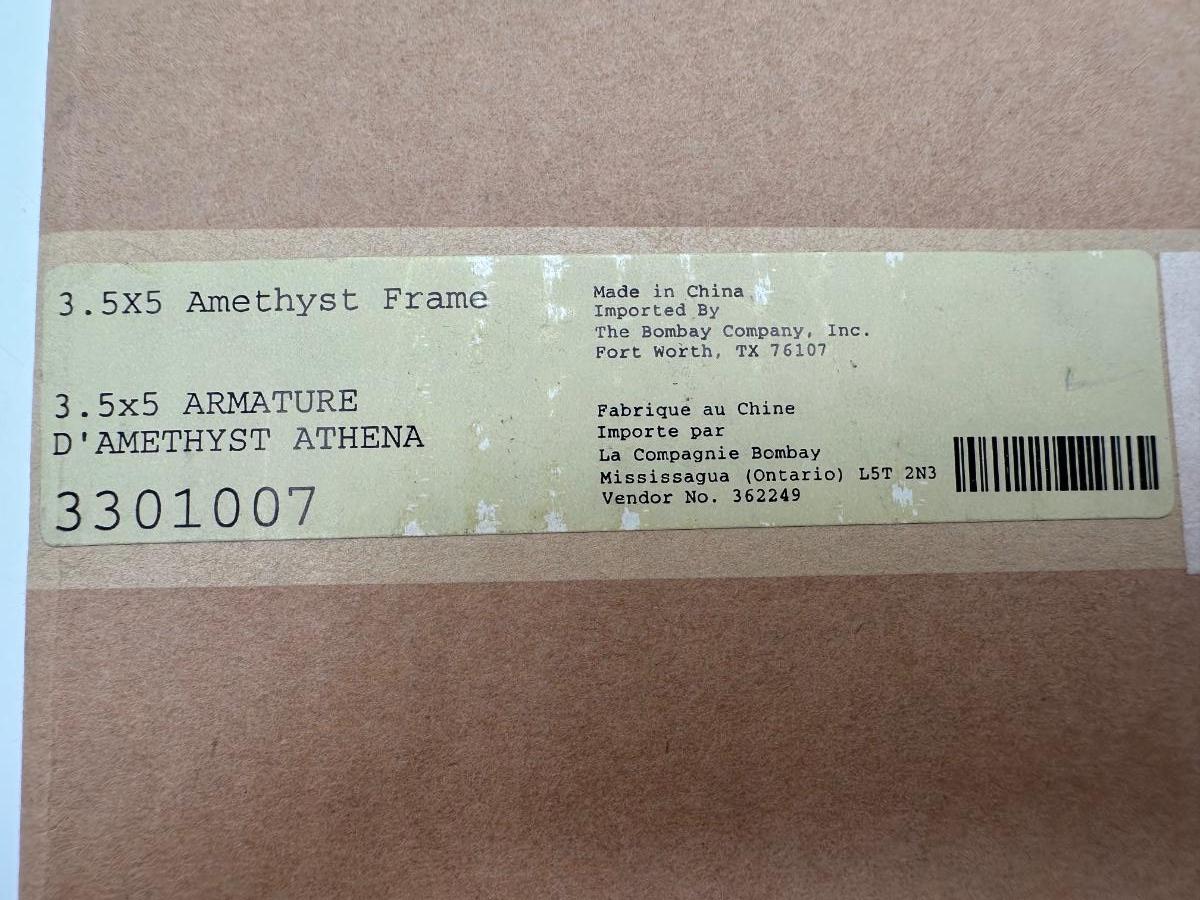 3.5X5 Amethyst Frame
3.5x5 ARMATURE
D'AMETHYST ATHENA
3301007
Made in China
Imported By
The Bombay Company, Inc.
Fort Worth, TX 76107
Fabrique au Chine
Importe par
La Compagnie Bombay
Mississagua (Ontario) L5T 2N3
Vendor No. 362249